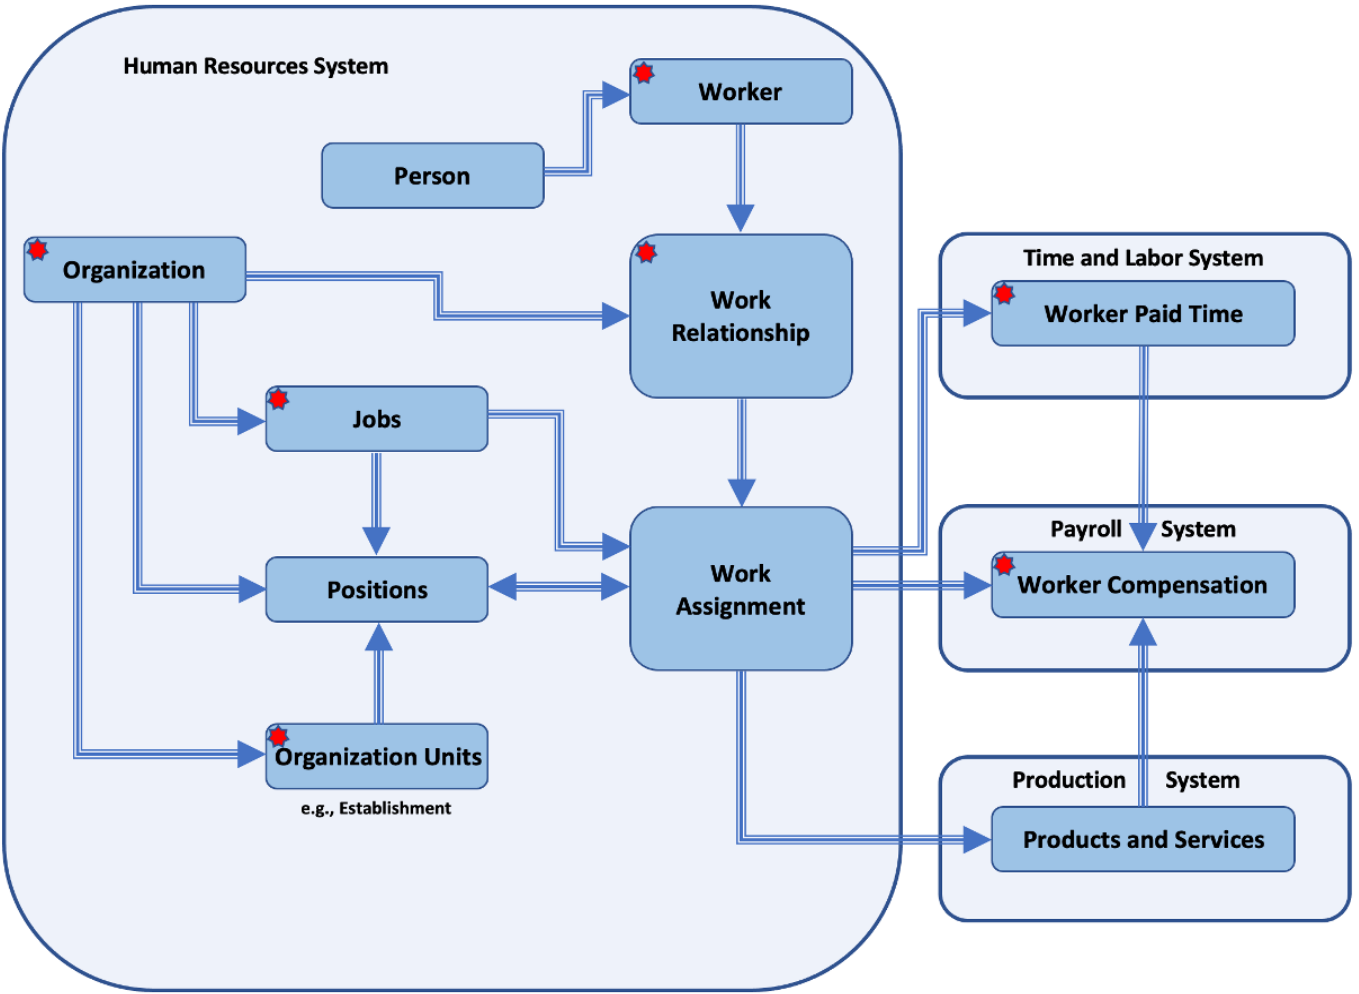 Human Resources System
Worker
Person
Organization
Work
Relationship
Time and Labor System
Worker Paid Time
Jobs
Payroll System
Worker Compensation
Positions
Work
Assignment
Organization Units
e.g., Establishment
Production System
Products and Services